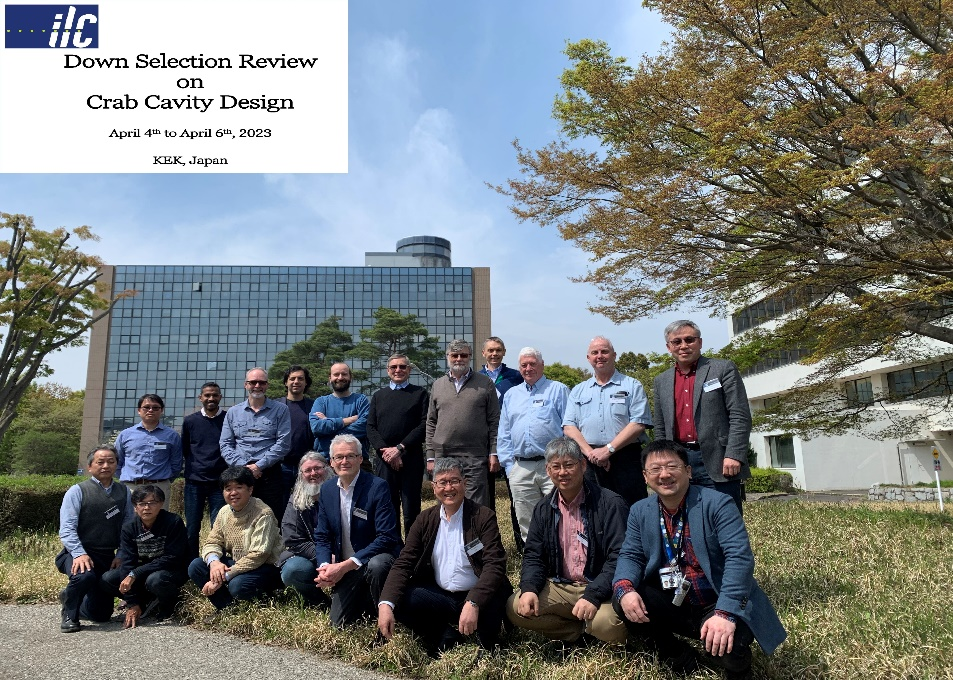 ilc
Down Selection Review
on
Crab Cavity Design
April 4th to April 6th, 2023
KEK, Japan